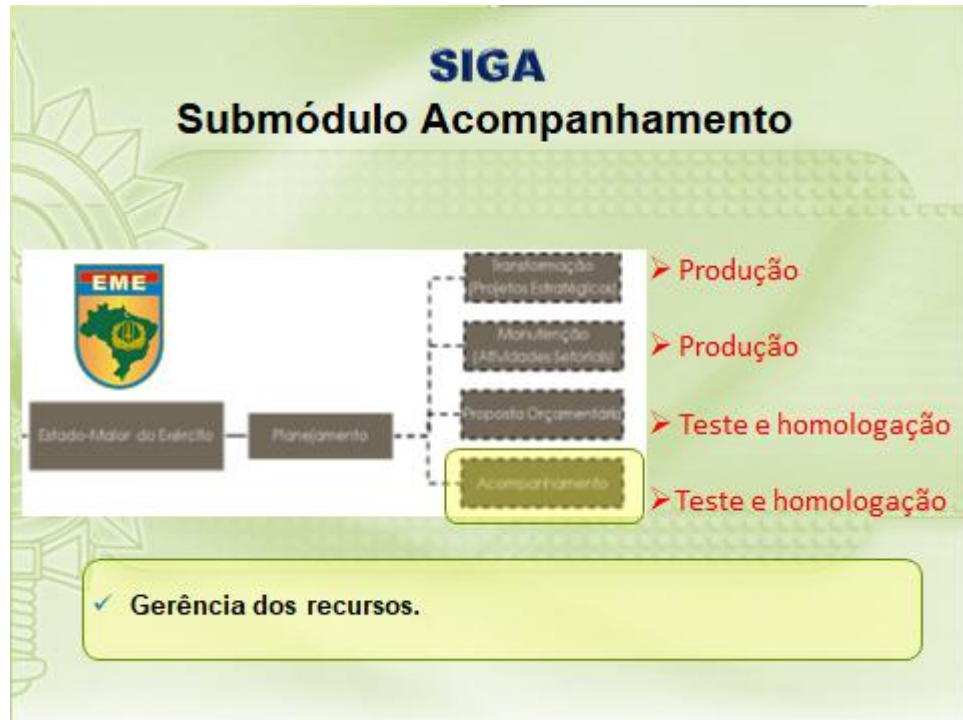 SIGA
Submódulo Acompanhamento
EME
Transformação
(Projetos Estratégicos)
➢ Produção
Manutenção
(Atividades Setoriais)
➢ Produção
Proposta Orçamentária
➢ Teste e homologação
Estado-Maior do Exército
Planejamento
Acompanhamento
➢ Teste e homologação
✓ Gerência dos recursos.